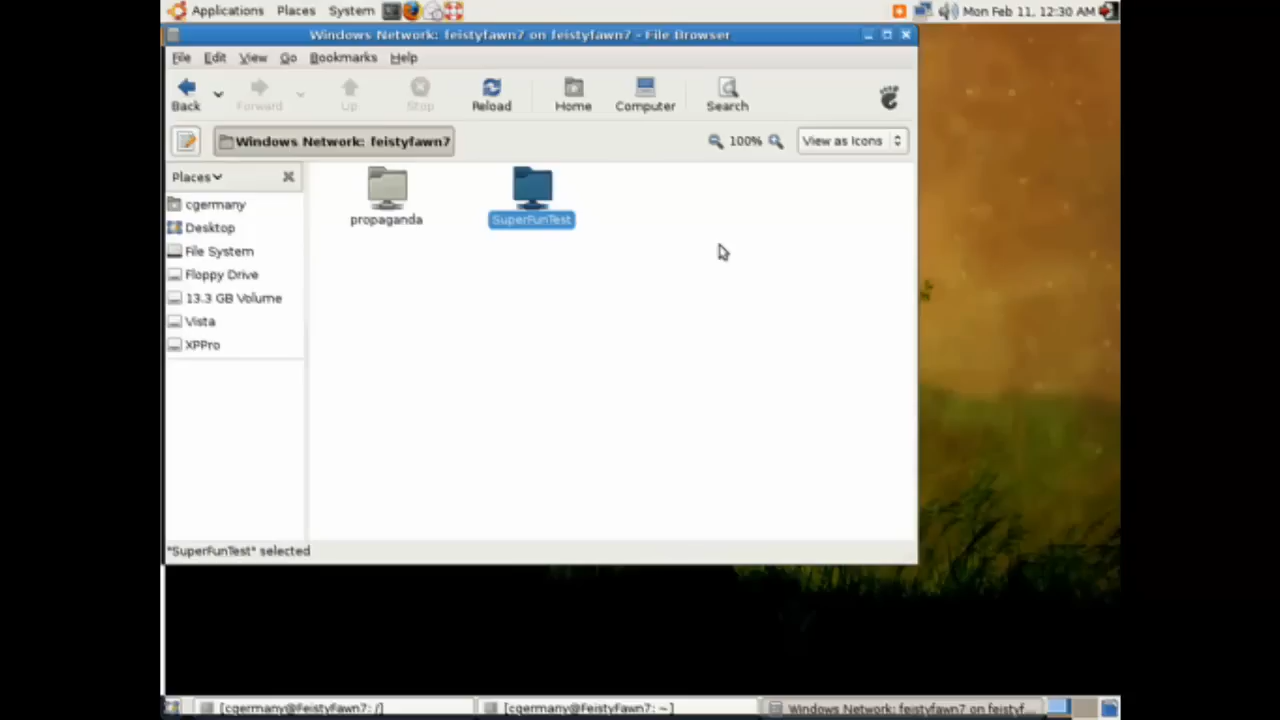 Applications Places System Mon Feb 11, 12:30 AM
Windows Network: feistyfawn7 on feistyfawn7 - File Browser
File Edit View Go Bookmarks Help
Back Forward Up Stop Reload Home Computer Search
Windows Network: feistyfawn7 100% View as Icons
Places
cgermany
Desktop
File System
Floppy Drive
13.3 GB Volume
Vista
XPPro
propaganda
SuperFunTest
"SuperFunTest" selected
[cgermany@FeistyFawn7: /] [cgermany@FeistyFawn7: ~] Windows Network: feistyfawn7 on feistyf...